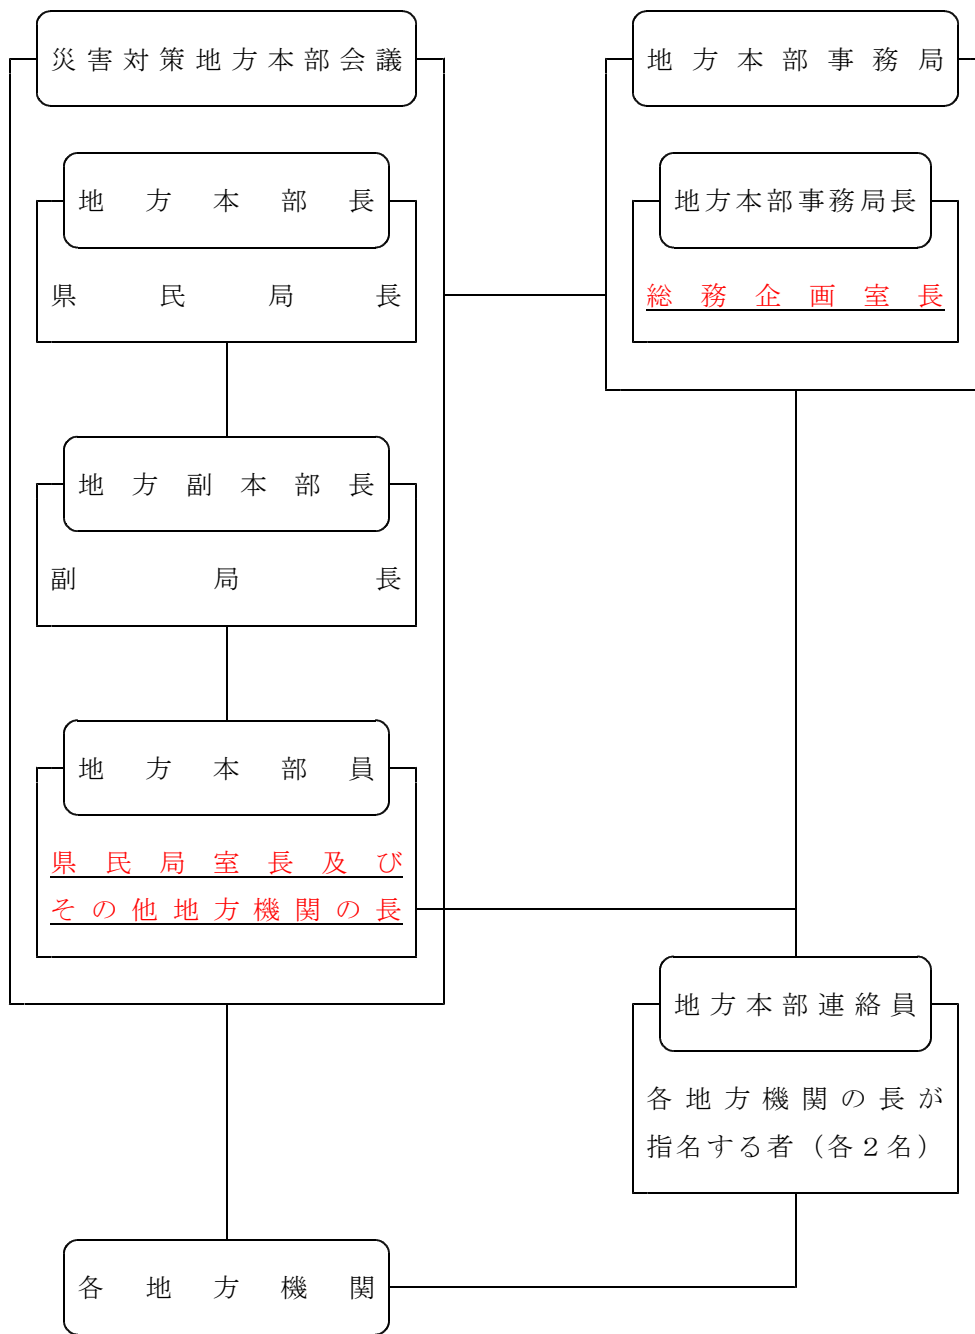 災害対策地方本部会議
地方本部長
県民局長
地方副本部長
副局長
地方本部員
県民局室長及び
その他地方機関の長
各地方機関
地方本部事務局
地方本部事務局長
総務企画室長
地方本部連絡員
各地方機関の長が
指名する者（各２名）